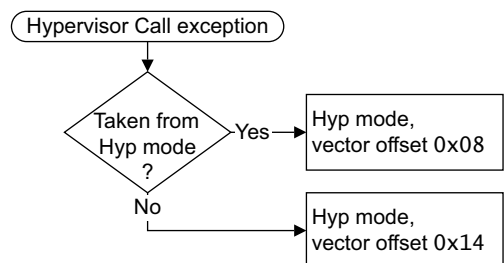 Hypervisor Call exception
Taken from
Hyp mode
?
Yes
Hyp mode,
vector offset 0x08
No
Hyp mode,
vector offset 0x14